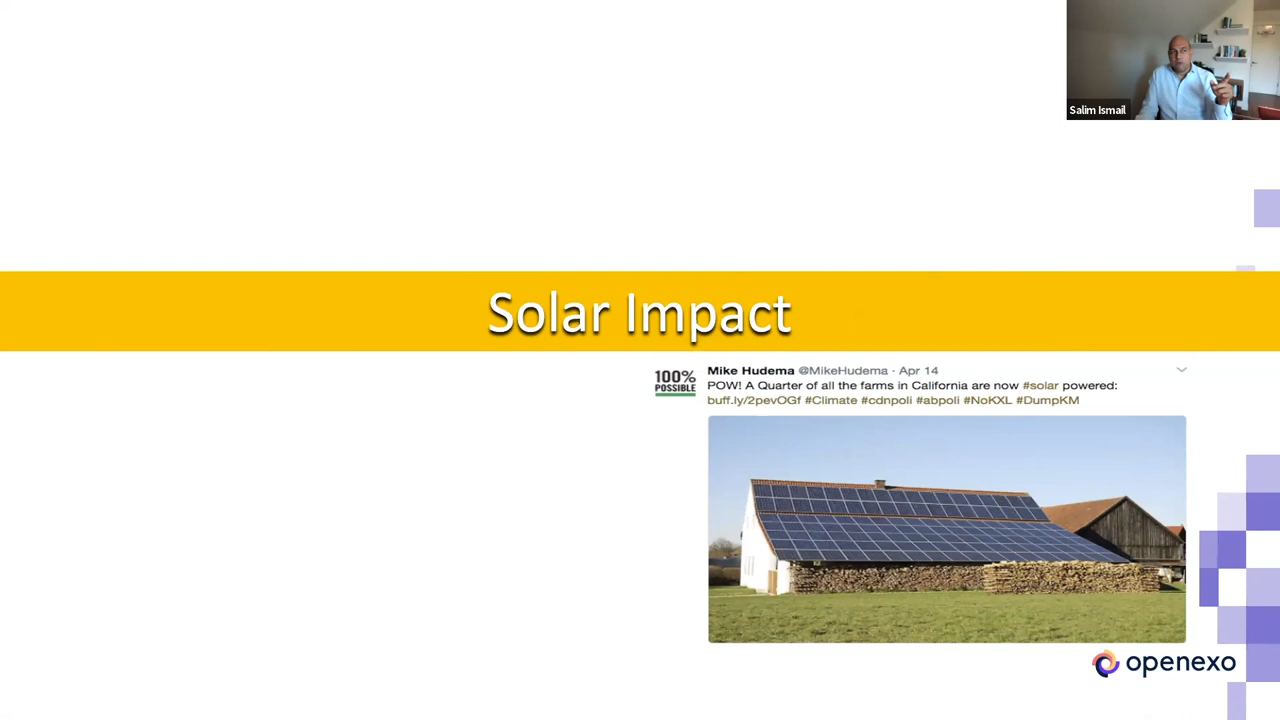 Salim Ismail
Solar Impact
100%
POSSIBLE
Mike Hudema @MikeHudema · Apr 14
POW! A Quarter of all the farms in California are now #solar powered:
buff.ly/2pevOGf #Climate #cdnpoli #abpoli #NoKXL #DumpKM
openexo